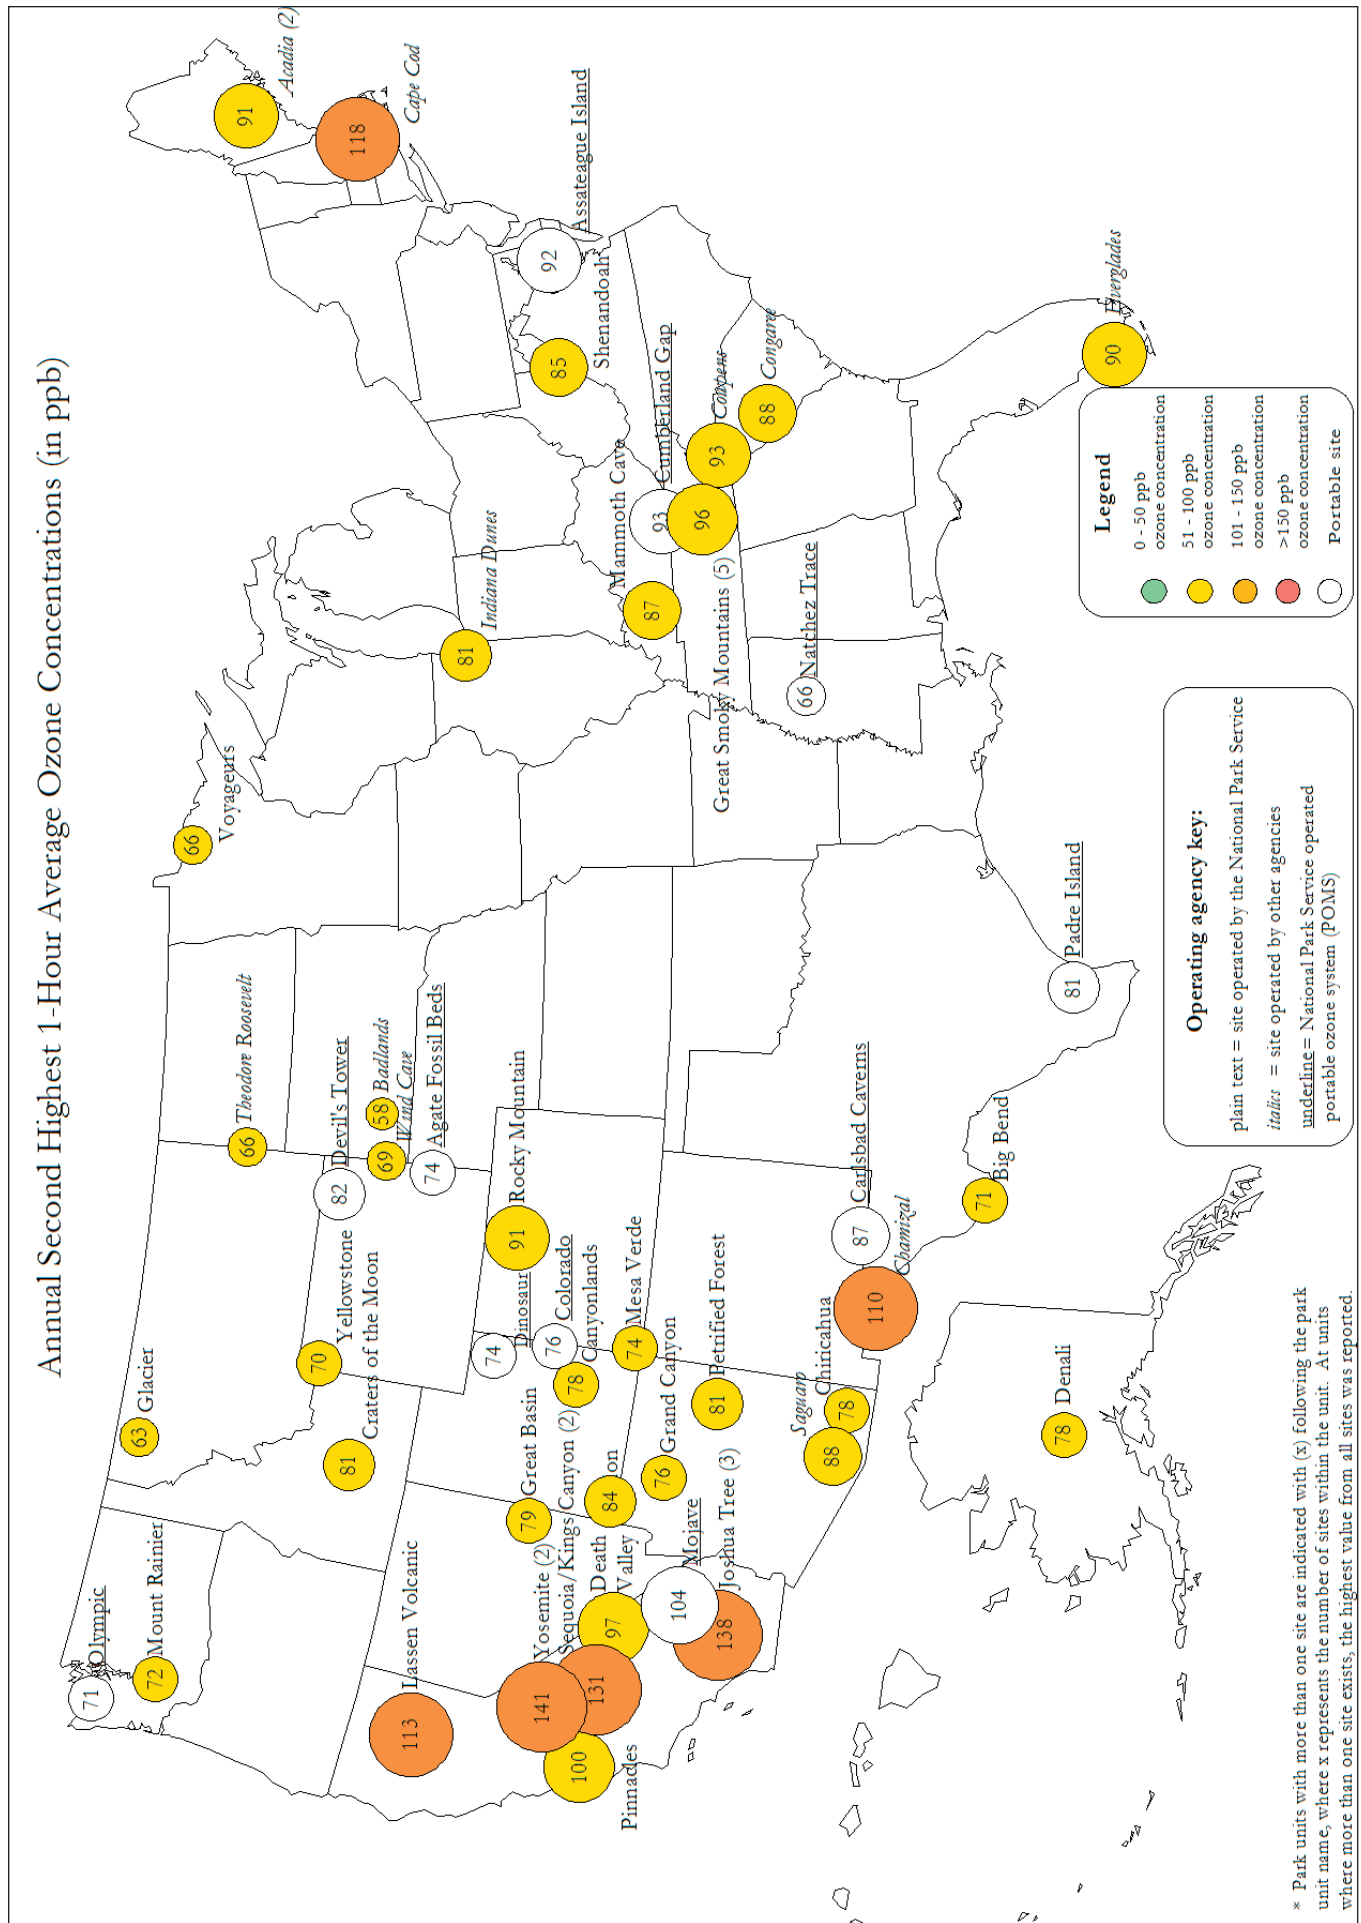 Annual Second Highest 1-Hour Average Ozone Concentrations (in ppb)
71
Olympic
72
Mount Rainier
63
Glacier
66
Theodore Roosevelt
66
Voyageurs
91
Acadia (2)
118
Cape Cod
70
Yellowstone
81
Craters of the Moon
82
Devil's Tower
58
Badlands
69
Wind Cave
74
Agate Fossil Beds
81
Indiana Dunes
92
Assateague Island
85
Shenandoah
113
Lassen Volcanic
79
Great Basin
74
Dinosaur
91
Rocky Mountain
76
Colorado
78
Canyonlands
141
Yosemite (2)
131
Sequoia/Kings Canyon (2)
100
Pinnacles
97
Death
Valley
84
on
74
Mesa Verde
76
Grand Canyon
104
Mojave
138
Joshua Tree (3)
81
Petrified Forest
88
Saguaro
78
Chiricahua
87
Carlsbad Caverns
110
Chamizal
71
Big Bend
81
Padre Island
87
Mammoth Cave
93
Cumberland Gap
96
Great Smoky Mountains (5)
93
Cowpens
88
Congaree
66
Natchez Trace
90
Everglades
78
Denali
Operating agency key:
plain text = site operated by the National Park Service
italics = site operated by other agencies
underline= National Park Service operated
portable ozone system (POMS)
Legend
0 - 50 ppb
ozone concentration
51 - 100 ppb
ozone concentration
101 - 150 ppb
ozone concentration
>150 ppb
ozone concentration
Portable site
* Park units with more than one site are indicated with (x) following the park
unit name, where x represents the number of sites within the unit. At units
where more than one site exists, the highest value from all sites was reported.